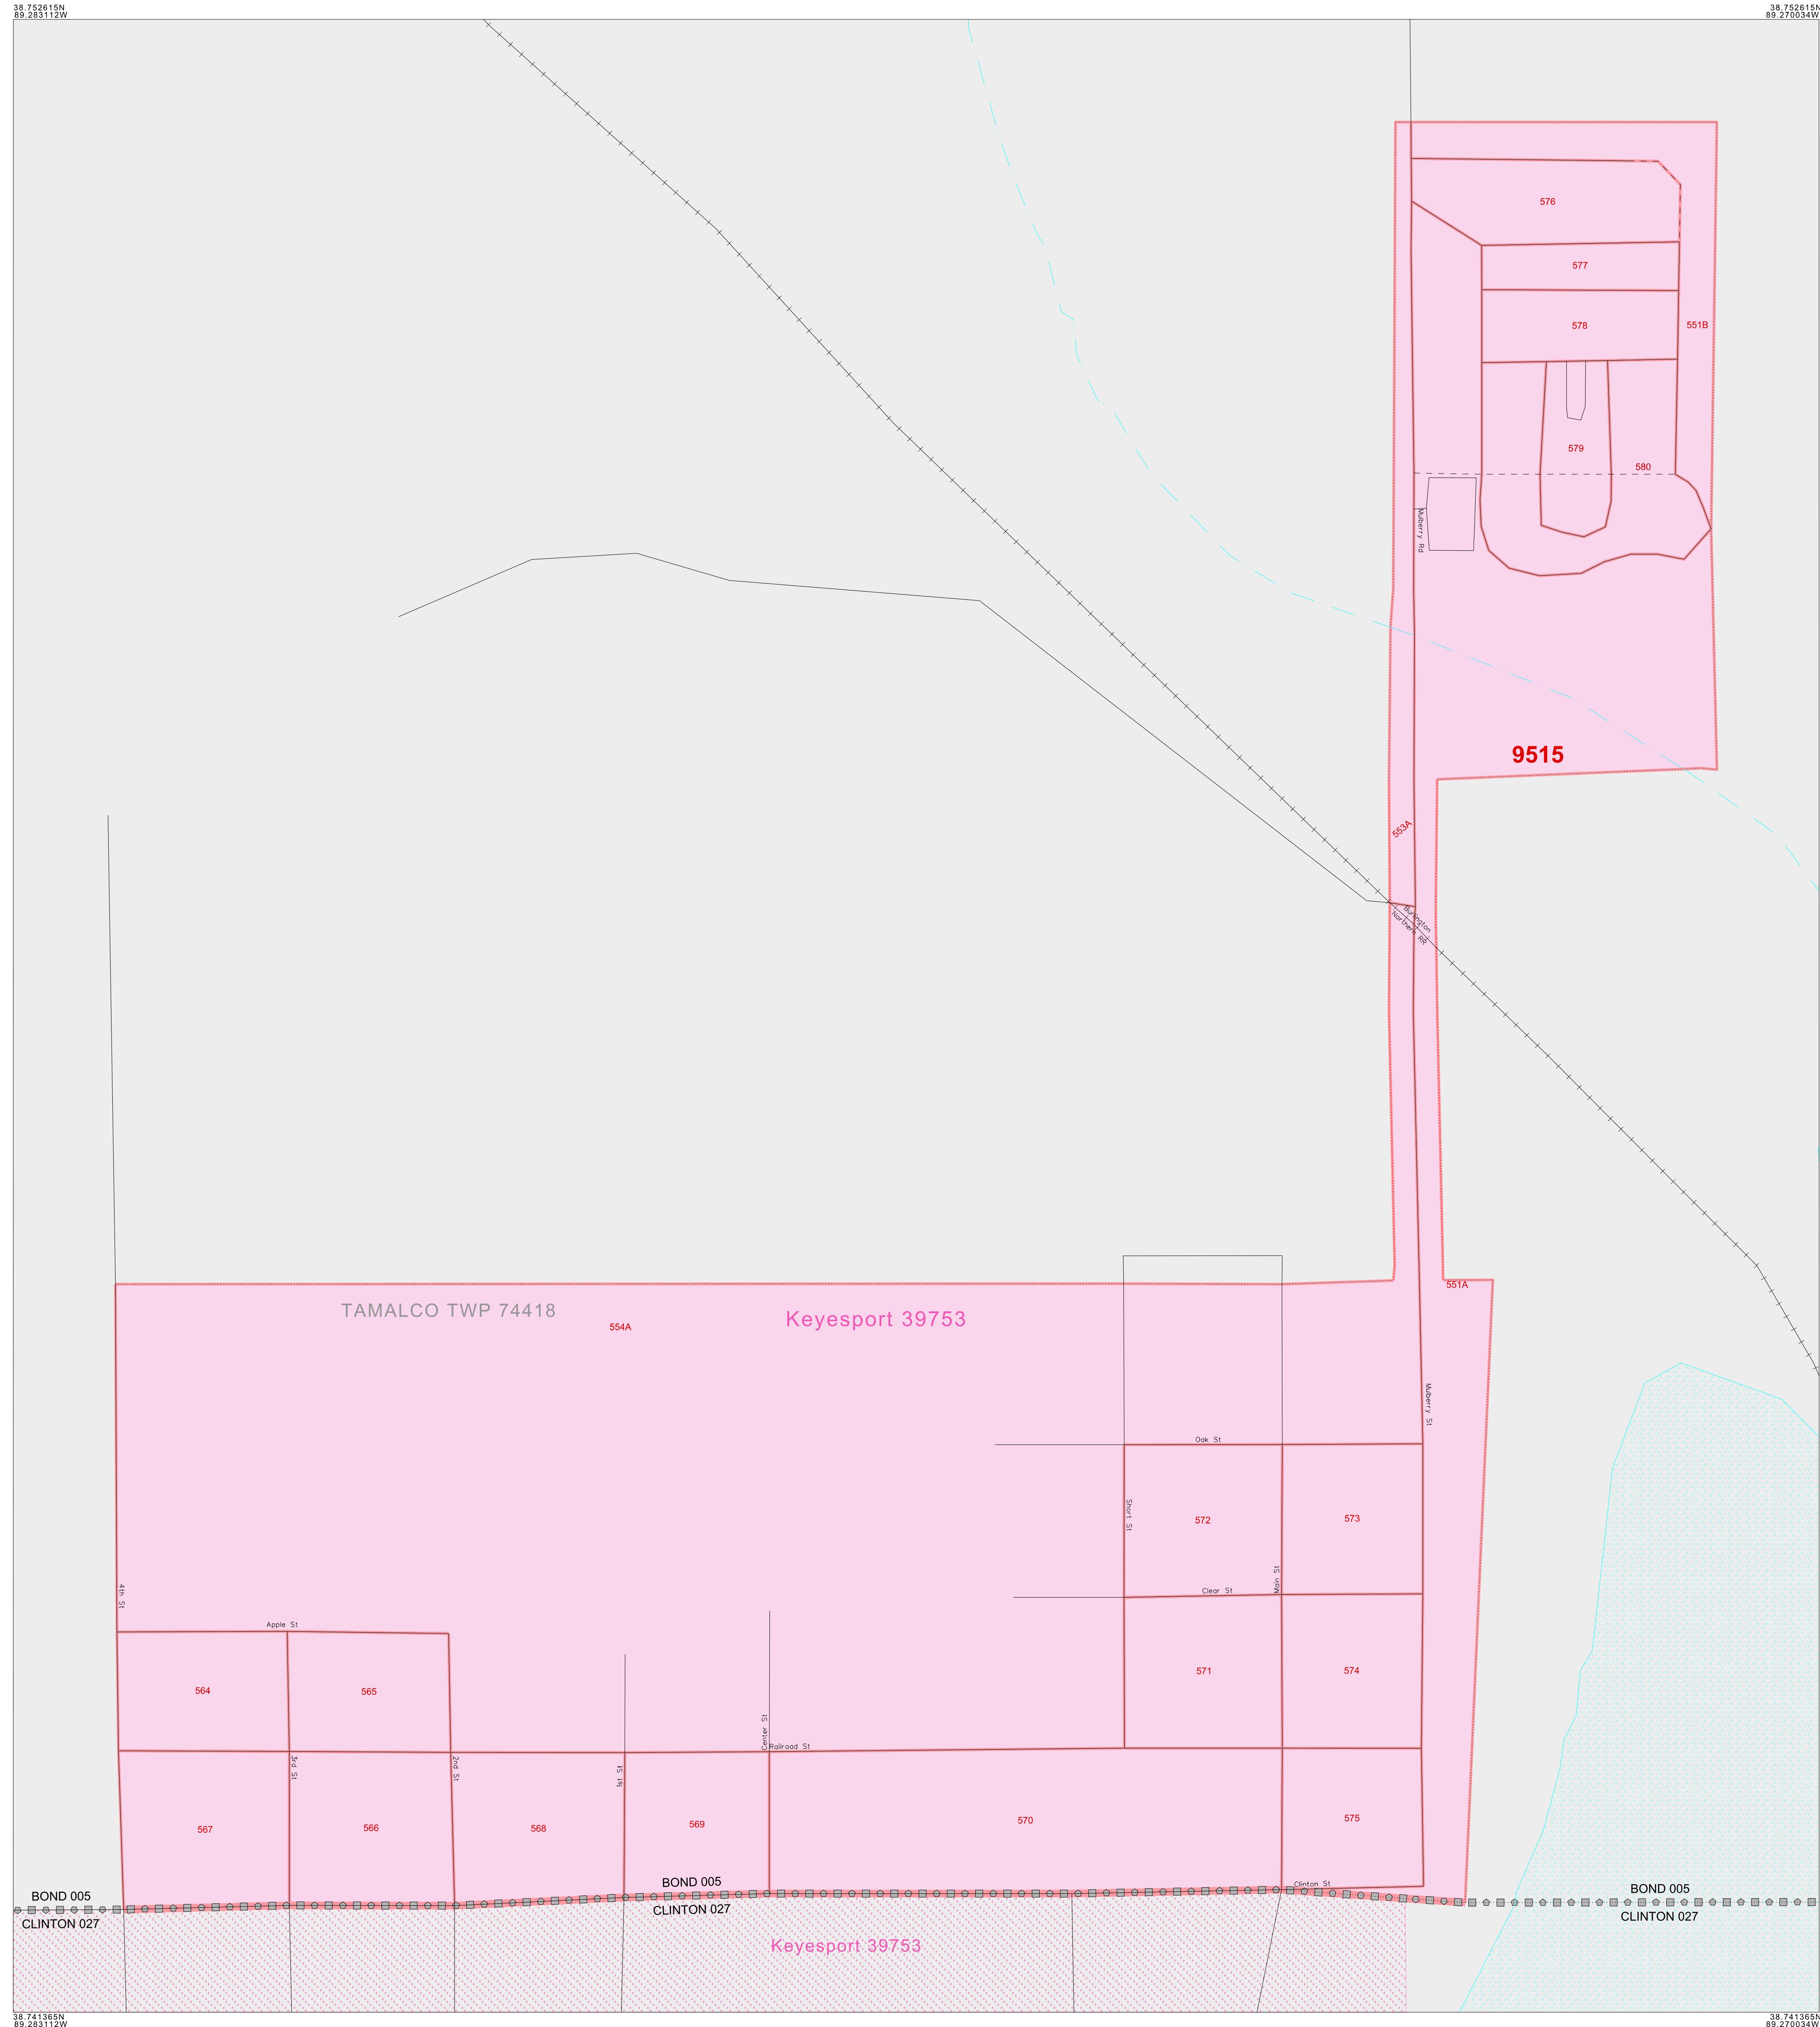 38.752615N
89.283112W
38.752615N
89.270034W
576
577
578
551B
579
580
Mulberry Rd
9515
553A
Burlington
Northern RR
551A
TAMALCO TWP 74418
Keyesport 39753
554A
Mulberry St
Oak St
Short St
572
573
Main St
Clear St
4th St
Apple St
571
574
564
565
Center St
Railroad St
3rd St
2nd St
1st St
567
566
568
569
570
575
Clinton St
BOND 005
CLINTON 027
BOND 005
CLINTON 027
BOND 005
CLINTON 027
Keyesport 39753
38.741365N
89.283112W
38.741365N
89.270034W